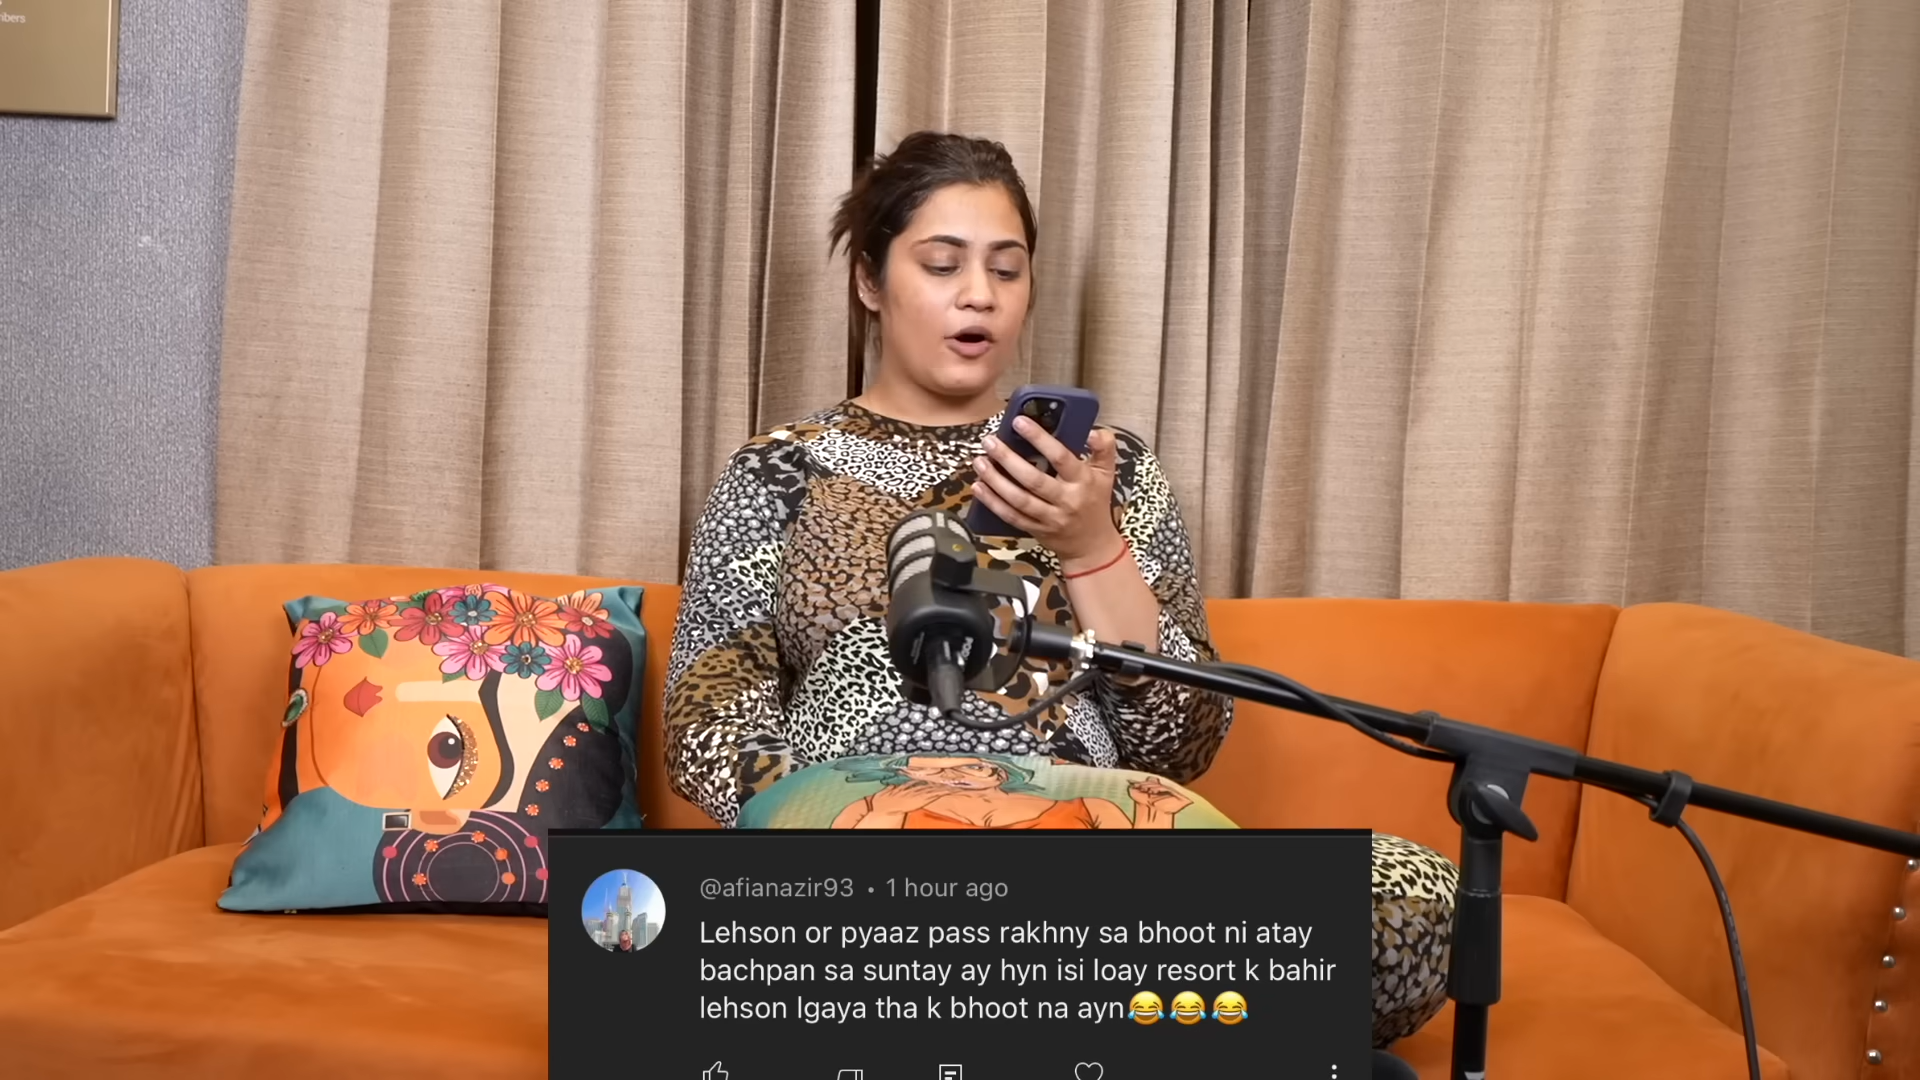 @afianazir93 • 1 hour ago
Lehson or pyaaz pass rakhny sa bhoot ni atay
bachpan sa suntay ay hyn isi loay resort k bahir
lehson lgaya tha k bhoot na ayn😂😂😂